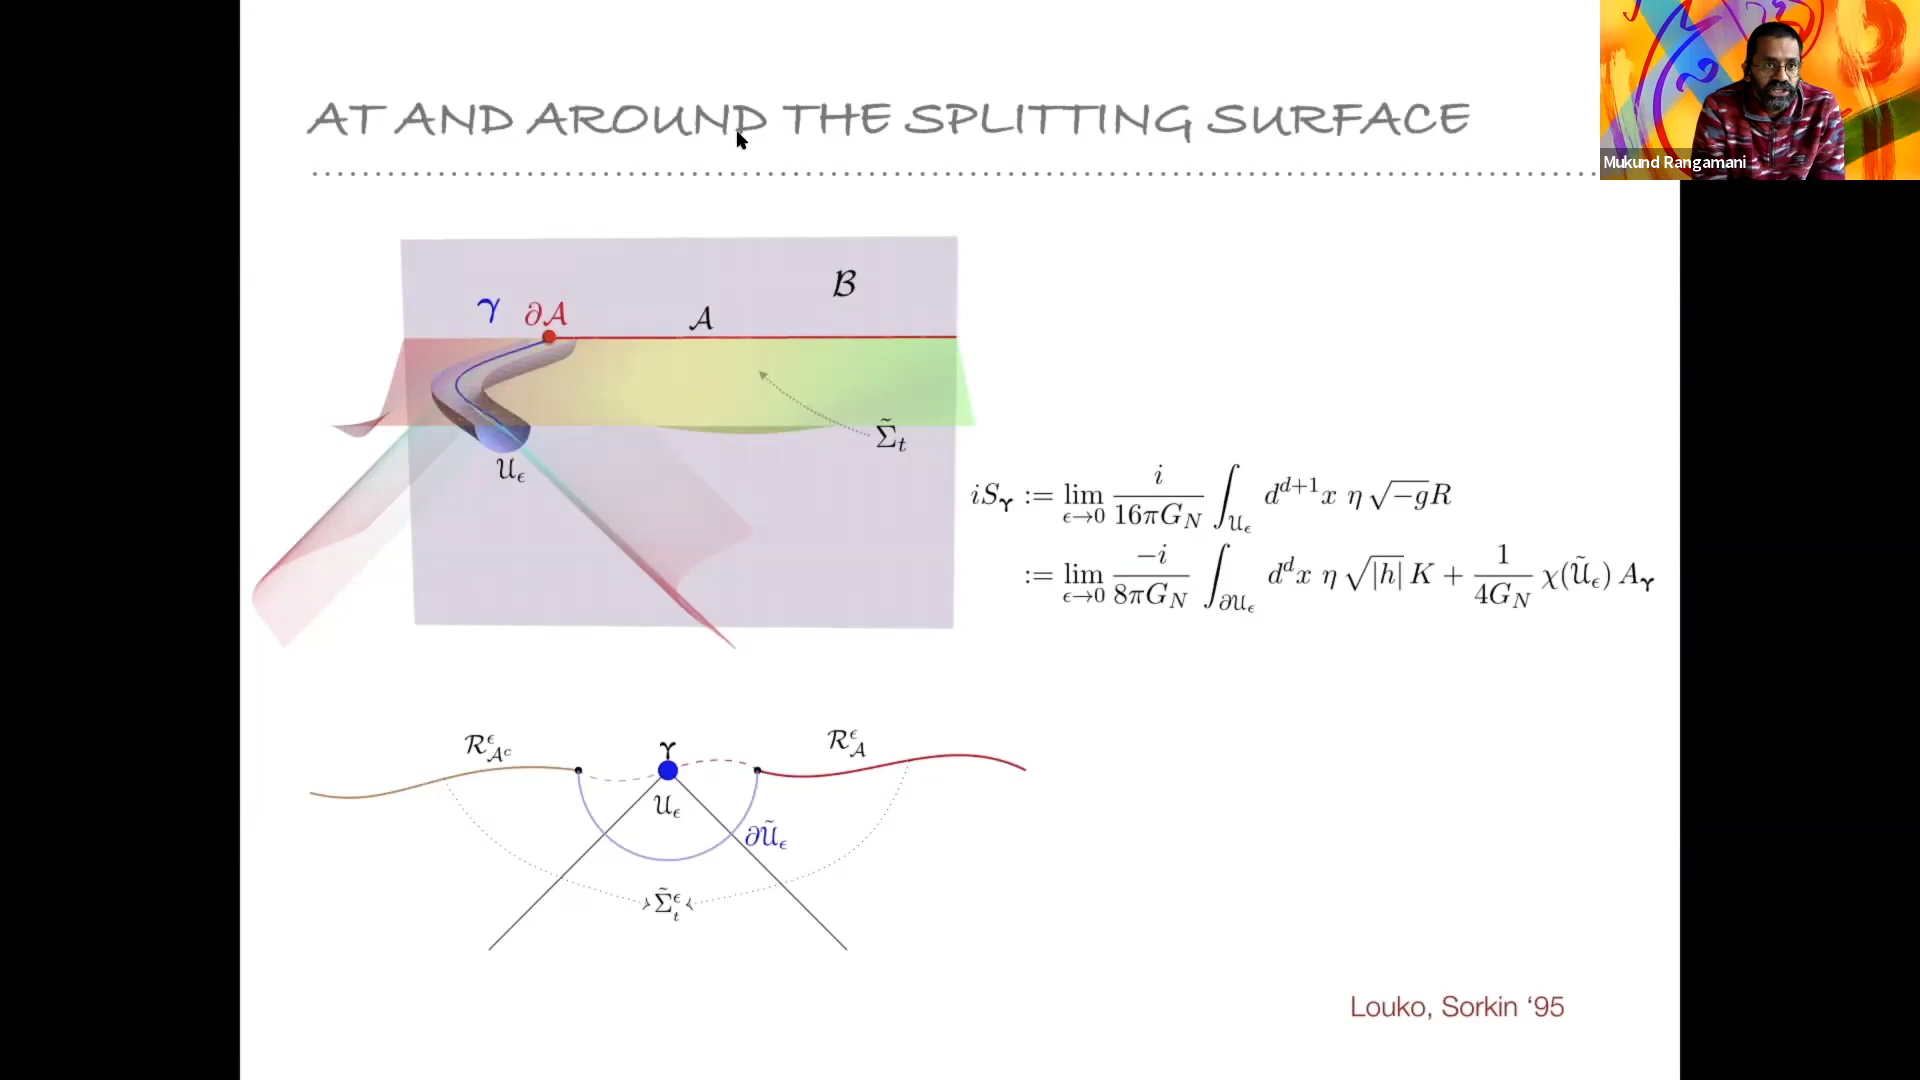 AT AND AROUND THE SPLITTING SURFACE
Mukund Rangamani
ℬ
γ ∂𝒜 𝒜
Σ̃ₜ
𝒰_ϵ
iS_γ := lim_{ϵ→0} i/(16πG_N) ∫_{𝒰_ϵ} d^{d+1}x η √(-g)R
:= lim_{ϵ→0} -i/(8πG_N) ∫_{∂𝒰_ϵ} d^d x η √|h| K + 1/(4G_N) χ(𝒰̃_ϵ) A_γ
ℛ^ϵ_{𝒜^c} γ ℛ^ϵ_𝒜
𝒰_ϵ
∂𝒰̃_ϵ
Σ̃^ϵ_t
Louko, Sorkin ‘95